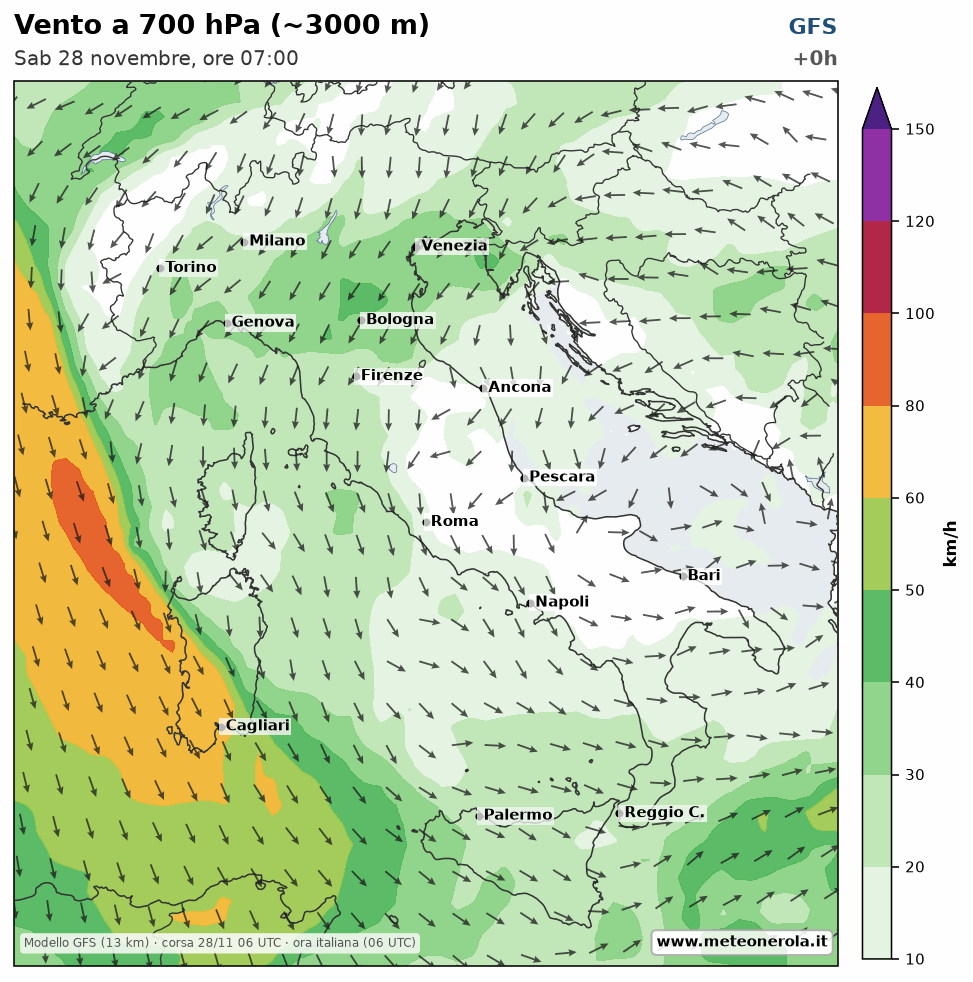 Vento a 700 hPa (~3000 m)
GFS
Sab 28 novembre, ore 07:00
+0h
150
120
100
80
60
50
40
30
20
10
km/h
Venezia
Milano
Torino
Genova
Bologna
Firenze
Ancona
Pescara
Roma
Bari
Napoli
Cagliari
Palermo
Reggio C.
Modello GFS (13 km) · corsa 28/11 06 UTC · ora italiana (06 UTC)
www.meteonerola.it